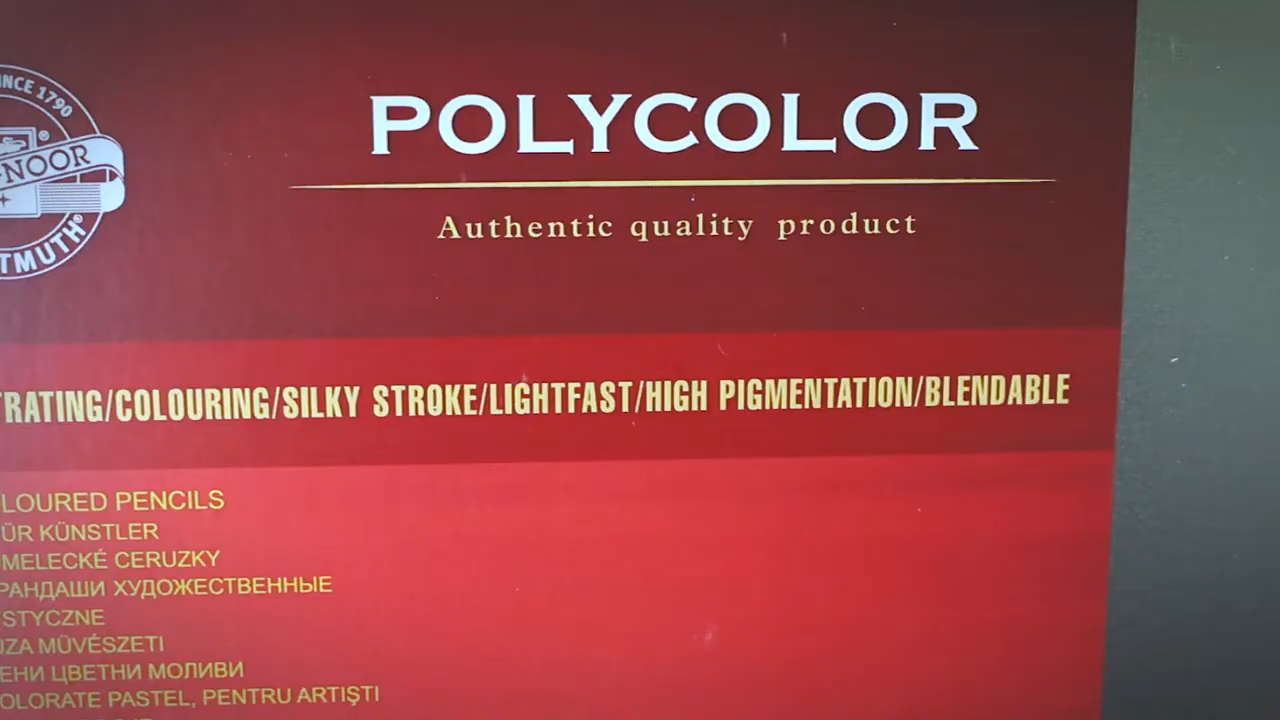 SINCE 1790
POLYCOLOR
NOOR®
Authentic quality product
TMUTH®
TRATING/COLOURING/SILKY STROKE/LIGHTFAST/HIGH PIGMENTATION/BLENDABLE
LOURED PENCILS
ÜR KÜNSTLER
MELECKÉ CERUZKY
РАНДАШИ ХУДОЖЕСТВЕННЫЕ
STYCZNE
ZA MŰVÉSZETI
ЕНИ ЦВЕТНИ МОЛИВИ
OLORATE PASTEL, PENTRU ARTIŞTI